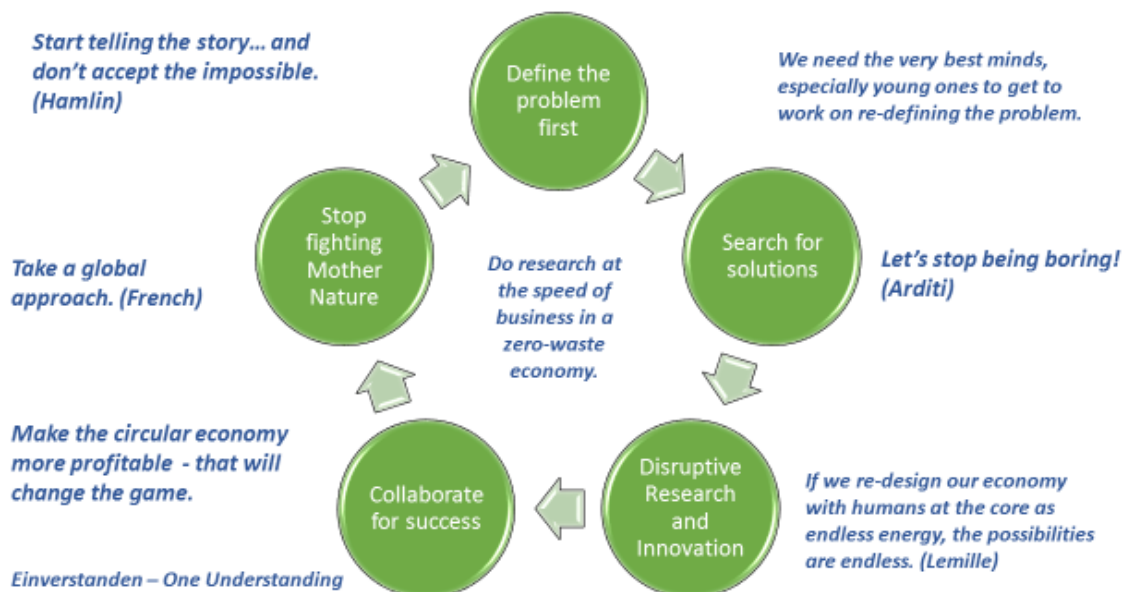 Start telling the story... and
don't accept the impossible.
(Hamlin)
Define the
problem
first
We need the very best minds,
especially young ones to get to
work on re-defining the problem.
Stop
fighting
Mother
Nature
Search for
solutions
Take a global
approach. (French)
Do research at
the speed of
business in a
zero-waste
economy.
Let's stop being boring!
(Arditi)
Make the circular economy
more profitable - that will
change the game.
Collaborate
for success
Disruptive
Research
and
Innovation
If we re-design our economy
with humans at the core as
endless energy, the possibilities
are endless. (Lemille)
Einverstanden – One Understanding